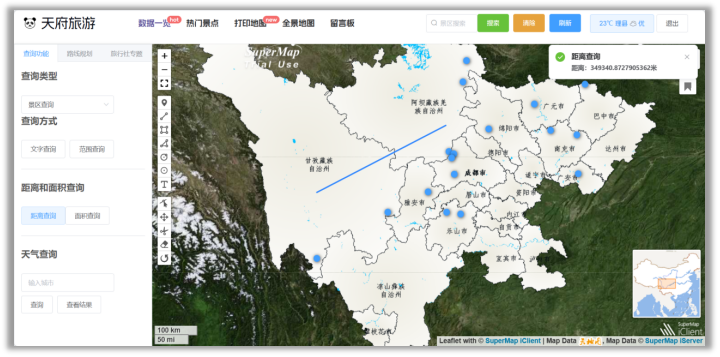 天府旅游
数据一览 hot 热门景点 打印地图 new 全景地图 留言板
景区搜索 搜索 清除 刷新 23℃ 理县 优 退出
查询功能 路线规划 旅行社专题
查询类型
景区查询
查询方式
文字查询 范围查询
距离和面积查询
距离查询 面积查询
天气查询
输入城市
查询 查看结果
距离查询
距离: 349340.8727905362米
SuperMap
ial Use
阿坝藏族羌
族自治州
甘孜藏族
自治州
广元市
巴中市
绵阳市
德阳市
南充市
达州市
成都市
遂宁市
广安市
资阳市
眉山市
雅安市
内江市
乐山市
自贡市
宜宾市
凉山彝族
自治州
攀枝花市
100 km
50 mi
SuperMap
iClient
Leaflet with © SuperMap iClient | Map Data , Map Data © SuperMap iServer